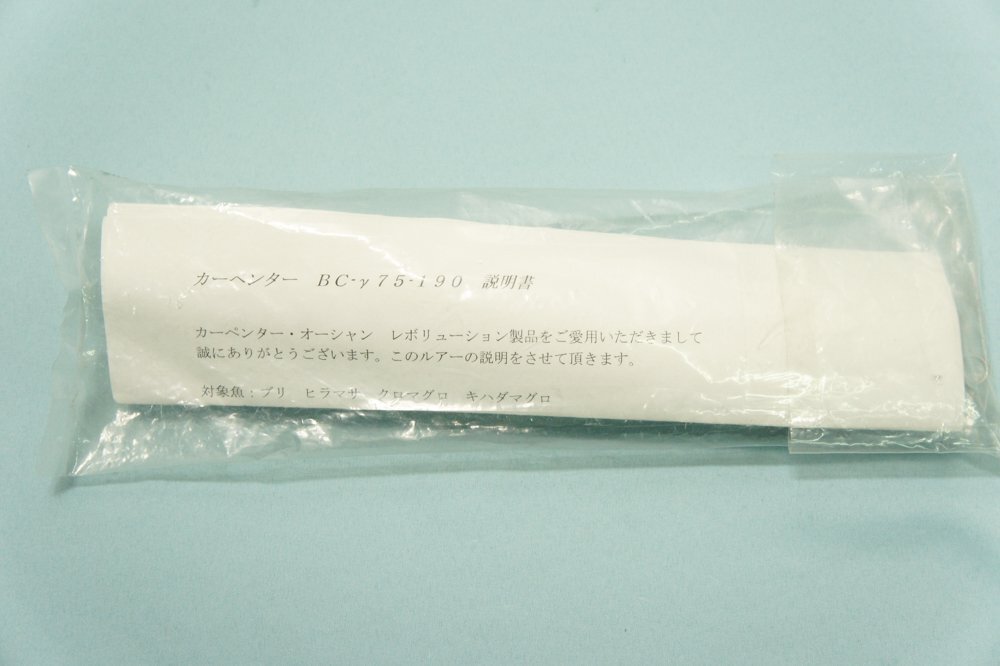 カーペンター　BC-γ75-190　説明書
カーペンター・オーシャン　レボリューション製品をご愛用いただきまして
誠にありがとうございます。このルアーの説明をさせて頂きます。
対象魚：ブリ　ヒラマサ　クロマグロ　キハダマグロ